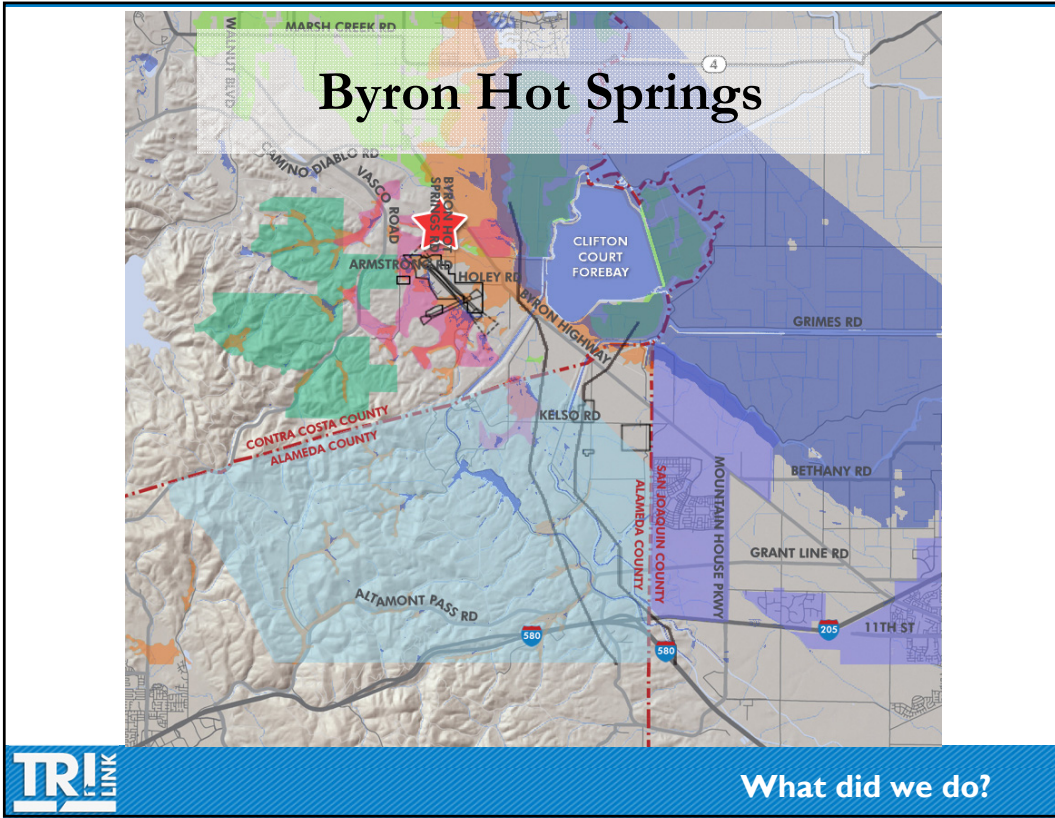 MARSH CREEK RD
WALNUT BLVD
4
Byron Hot Springs
CAMINO DIABLO RD
VASCO ROAD
BYRON HOT
SPRINGS RD
ARMSTRONG RD
HOLEY RD
CLIFTON
COURT
FOREBAY
BYRON HIGHWAY
GRIMES RD
CONTRA COSTA COUNTY
ALAMEDA COUNTY
KELSO RD
ALAMEDA COUNTY
SAN JOAQUIN COUNTY
MOUNTAIN HOUSE PKWY
BETHANY RD
GRANT LINE RD
ALTAMONT PASS RD
580
580
205
11TH ST
TRI
LINK
What did we do?